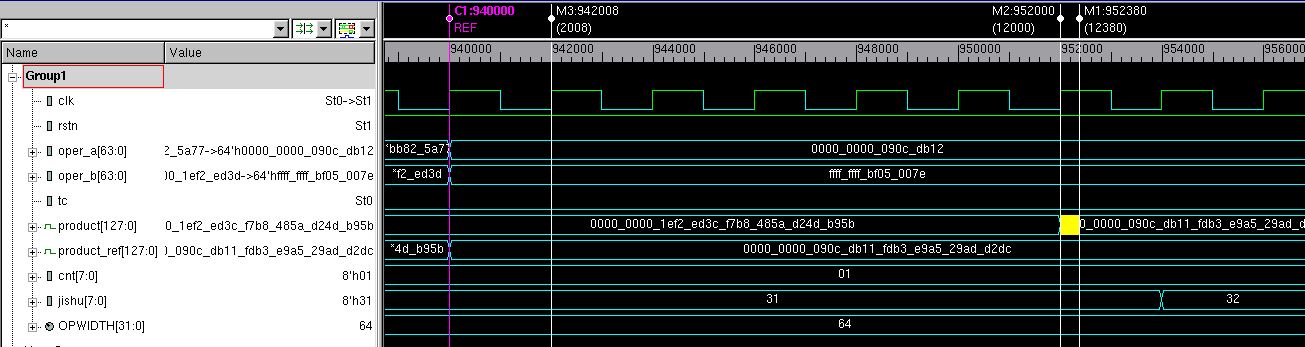 C1:940000 M3:942008 M2:952000 M1:952380
REF (2008) (12000) (12380)
*
Name Value 940000 942000 944000 946000 948000 950000 952000 954000 956000
Group1
clk St0->St1
rstn St1
oper_a[63:0] 2_5a77->64'h0000_0000_090c_db12 *bb82_5a77 0000_0000_090c_db12
oper_b[63:0] 00_1ef2_ed3d->64'hffff_ffff_bf05_007e *f2_ed3d ffff_ffff_bf05_007e
tc St0
product[127:0] 0_1ef2_ed3c_f7b8_485a_d24d_b95b 0000_0000_1ef2_ed3c_f7b8_485a_d24d_b95b 0_0000_090c_db11_fdb3_e9a5_29ad_d
product_ref[127:0] 0_090c_db11_fdb3_e9a5_29ad_d2dc *4d_b95b 0000_0000_090c_db11_fdb3_e9a5_29ad_d2dc
cnt[7:0] 8'h01 01
jishu[7:0] 8'h31 31 32
OPWIDTH[31:0] 64 64